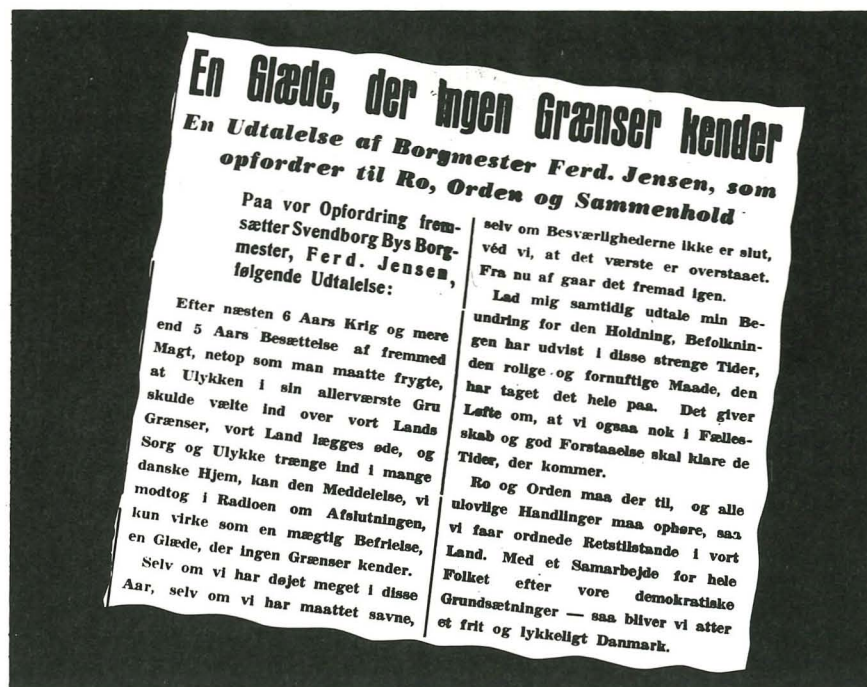 En Glæde, der Ingen Grænser kender
En Udtalelse af Borgmester Ferd. Jensen, som
opfordrer til Ro, Orden og Sammenhold
Paa vor Opfordring frem-
sætter Svendborg Bys Borg-
mester, Ferd. Jensen,
følgende Udtalelse:
Efter næsten 6 Aars Krig og mere
end 5 Aars Besættelse af fremmed
Magt, netop som man maatte frygte,
at Ulykken i sin allerværste Gru
skulde vælte ind over vort Lands
Grænser, vort Land lægges øde, og
Sorg og Ulykke trænge ind i mange
danske Hjem, kan den Meddelelse, vi
modtog i Radioen om Afslutningen,
kun virke som en mægtig Befrielse,
en Glæde, der ingen Grænser kender.
Selv om vi har døjet meget i disse
Aar, selv om vi har maattet savne,
selv om Besværlighederne ikke er slut,
véd vi, at det værste er overstaaet.
Fra nu af gaar det fremad igen.
Lad mig samtidig udtale min Be-
undring for den Holdning, Befolknin-
gen har udvist i disse strenge Tider,
den rolige og fornuftige Maade, den
har taget det hele paa. Det giver
Løfte om, at vi ogsaa nok i Fælles-
skab og god Forstaaelse skal klare de
Tider, der kommer.
Ro og Orden maa der til, og alle
ulovlige Handlinger maa ophøre, saa
vi faar ordnede Retstilstande i vort
Land. Med et Samarbejde for hele
Folket efter vore demokratiske
Grundsætninger — saa bliver vi atter
et frit og lykkeligt Danmark.